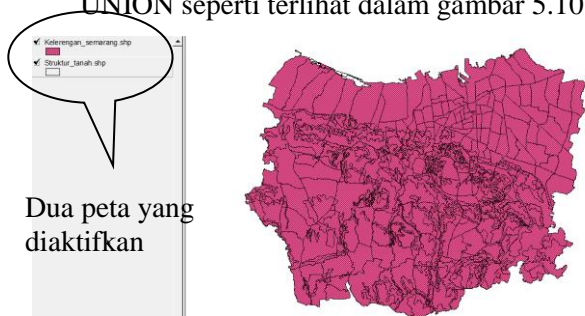 UNION seperti terlihat dalam gambar 5.10
Kelerengan_semarang.shp
Struktur_tanah.shp
Dua peta yang
diaktifkan